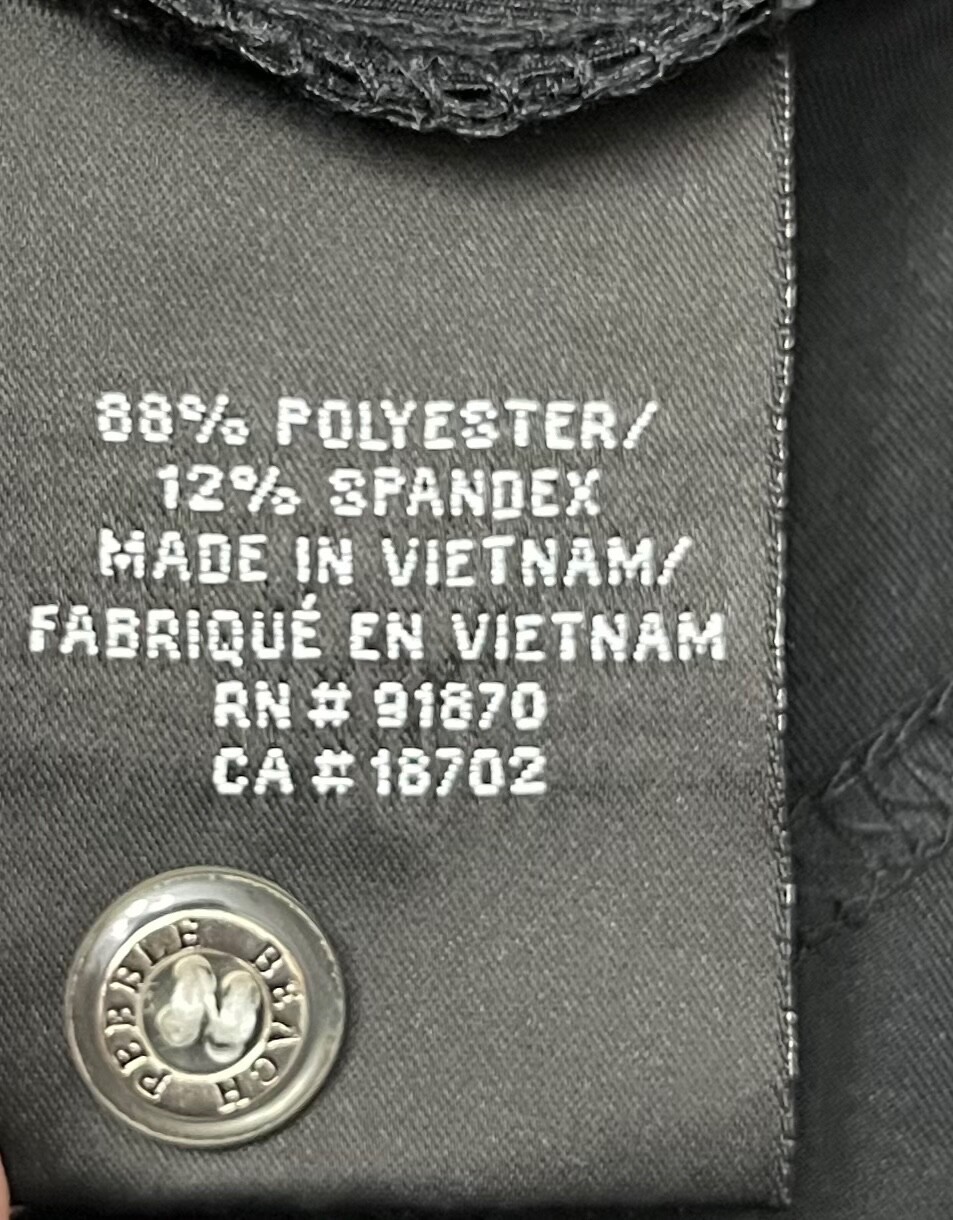 88% POLYESTER/
12% SPANDEX
MADE IN VIETNAM/
FABRIQUÉ EN VIETNAM
RN # 91870
CA # 18702
PEBBLE BEACH